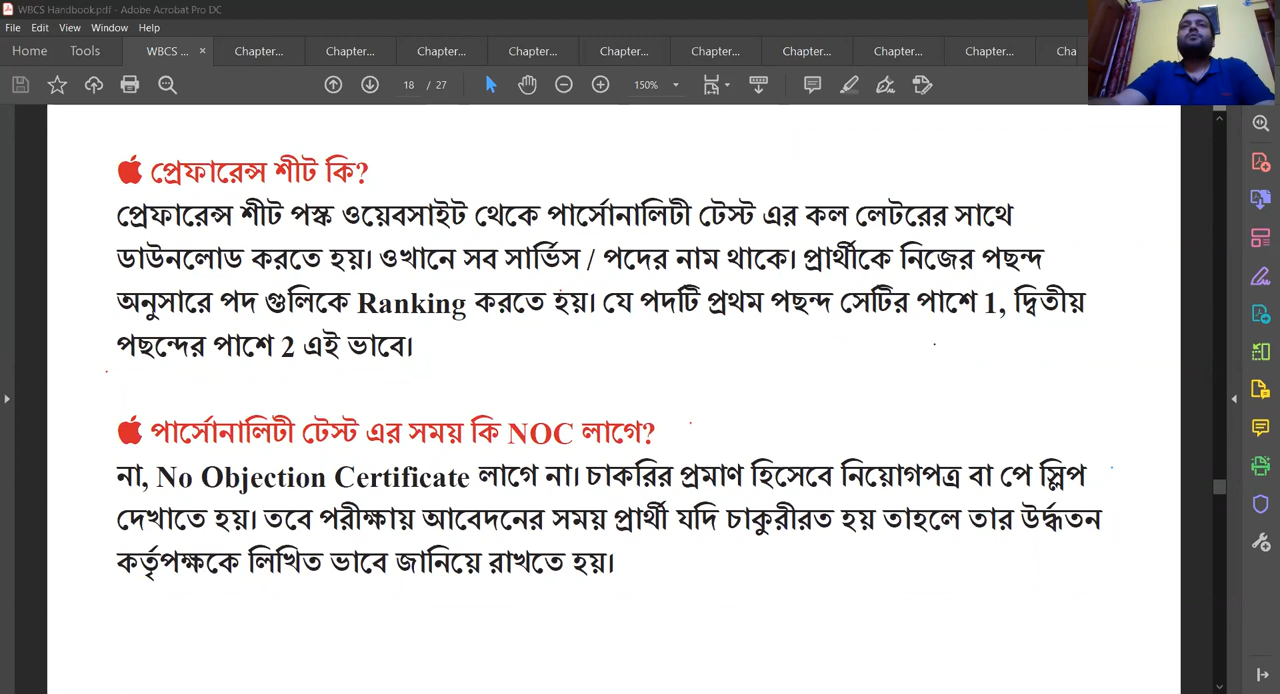 WBCS Handbook.pdf - Adobe Acrobat Pro DC
File Edit View Window Help
Home Tools WBCS ... × Chapter... Chapter... Chapter... Chapter... Chapter... Chapter... Chapter... Chapter... Chapter... Cha
18 / 27 150%
প্রেফারেন্স শীট কি?
প্রেফারেন্স শীট পস্ক ওয়েবসাইট থেকে পার্সোনালিটী টেস্ট এর কল লেটরের সাথে
ডাউনলোড করতে হয়। ওখানে সব সার্ভিস / পদের নাম থাকে। প্রার্থীকে নিজের পছন্দ
অনুসারে পদ গুলিকে Ranking করতে হয়। যে পদটি প্রথম পছন্দ সেটির পাশে 1, দ্বিতীয়
পছন্দের পাশে 2 এই ভাবে।
পার্সোনালিটী টেস্ট এর সময় কি NOC লাগে?
না, No Objection Certificate লাগে না। চাকরির প্রমাণ হিসেবে নিয়োগপত্র বা পে স্লিপ
দেখাতে হয়। তবে পরীক্ষায় আবেদনের সময় প্রার্থী যদি চাকুরীরত হয় তাহলে তার উর্দ্ধতন
কর্তৃপক্ষকে লিখিত ভাবে জানিয়ে রাখতে হয়।